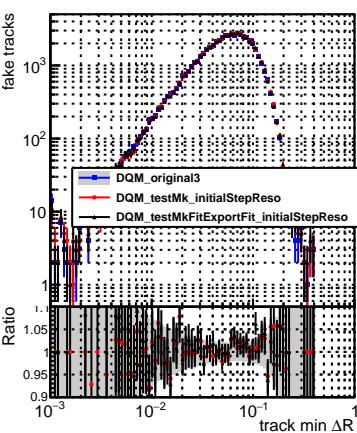 fake tracks
10³
10²
10
1
DQM_original3
DQM_testMk_initialStepReso
DQM_testMkFitExportFit_initialStepReso
Ratio
1.1
1.05
1
0.95
0.9
10⁻³ 10⁻² 10⁻¹ 1
track min ΔR